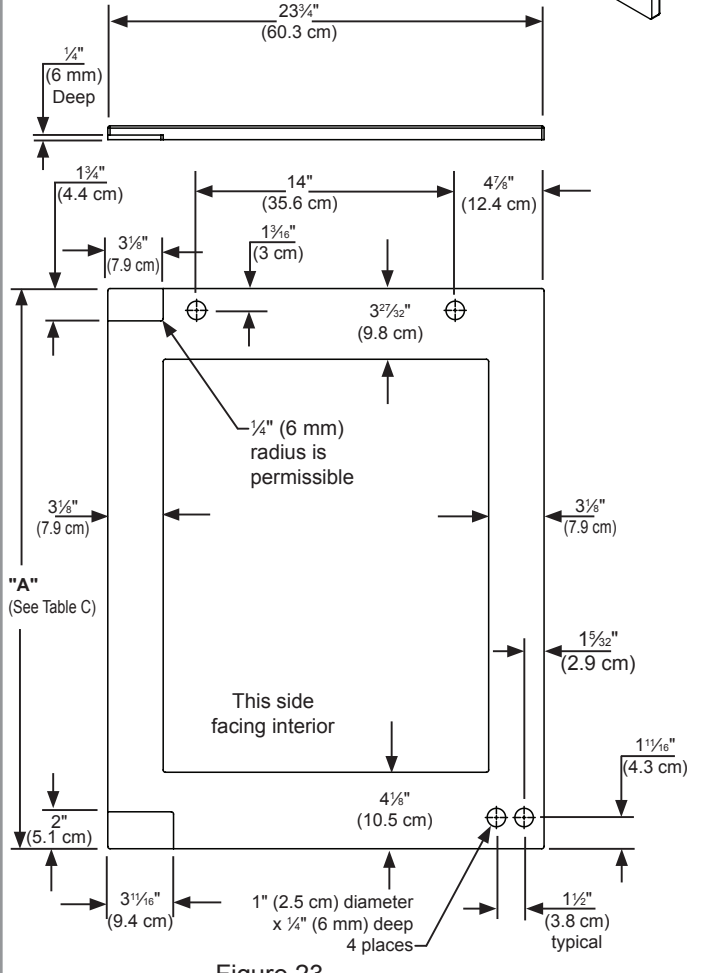 23¾"
(60.3 cm)
¼"
(6 mm)
Deep
1¾"
(4.4 cm)
14"
(35.6 cm)
4⅞"
(12.4 cm)
3⅛"
(7.9 cm)
1³⁄₁₆"
(3 cm)
3²⁷⁄₃₂"
(9.8 cm)
¼" (6 mm)
radius is
permissible
3⅛"
(7.9 cm)
3⅛"
(7.9 cm)
"A"
(See Table C)
1⁵⁄₃₂"
(2.9 cm)
This side
facing interior
1¹¹⁄₁₆"
(4.3 cm)
2"
(5.1 cm)
4⅛"
(10.5 cm)
3¹¹⁄₁₆"
(9.4 cm)
1" (2.5 cm) diameter
x ¼" (6 mm) deep
4 places
1½"
(3.8 cm)
typical
Figure 23